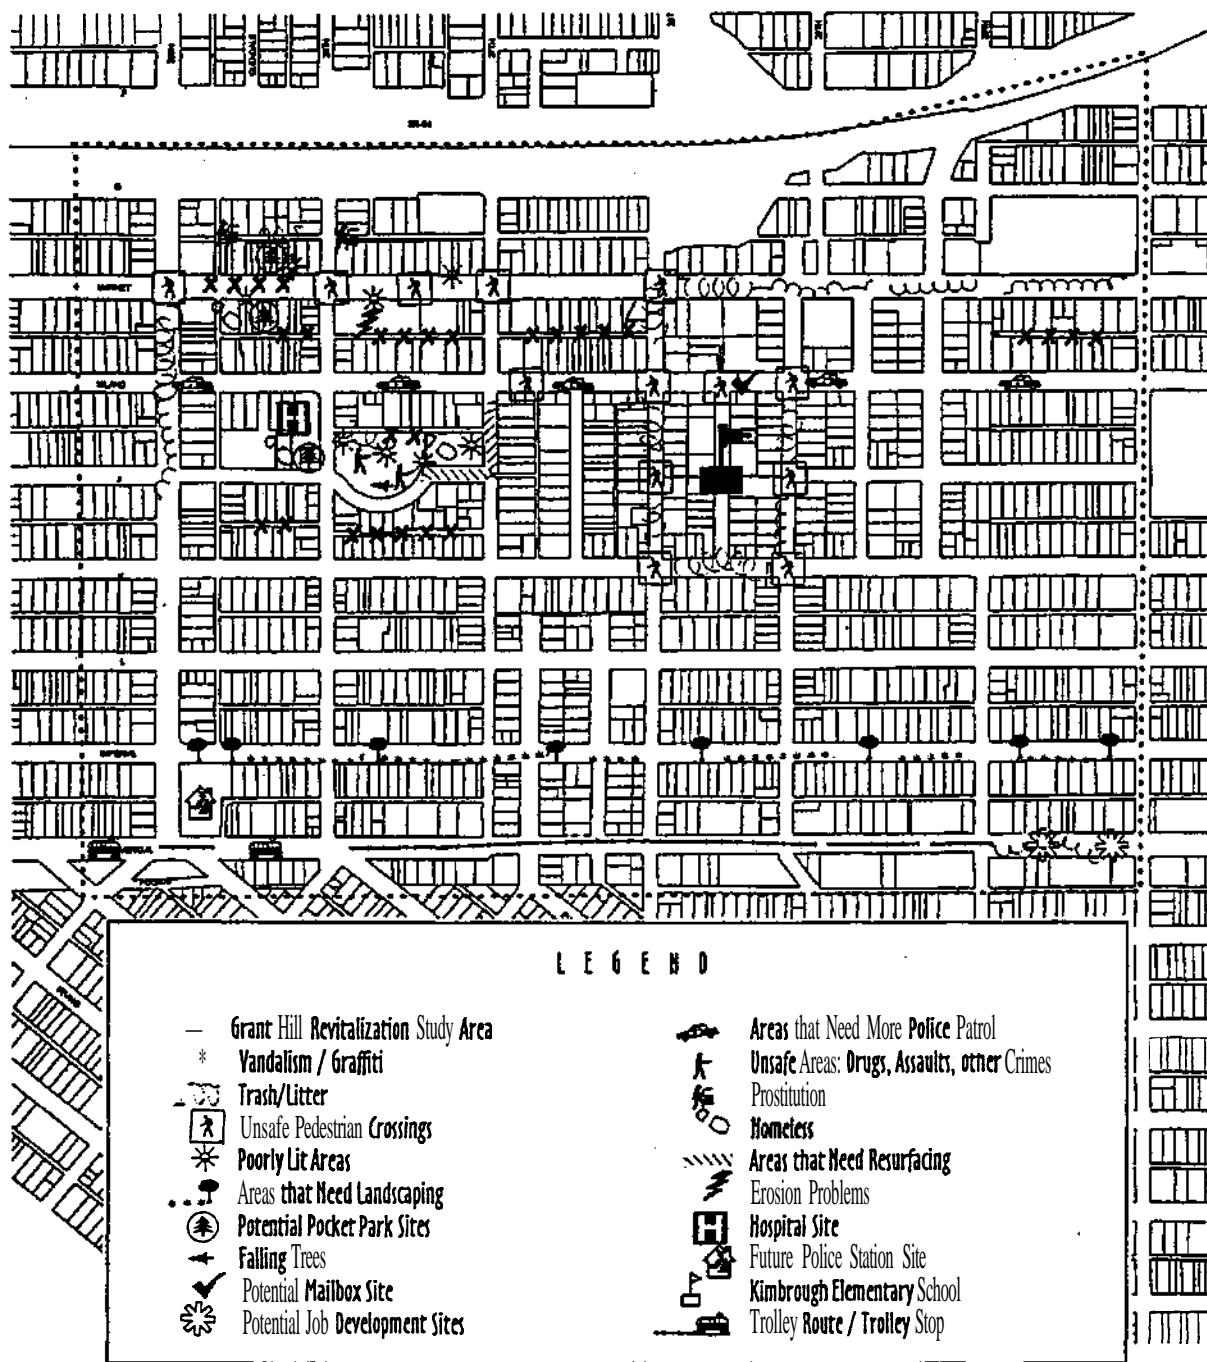 MARKET
ISLAND
IMPERIAL
H
LEGEND
Grant Hill Revitalization Study Area
Vandalism / Graffiti
Trash/Litter
Unsafe Pedestrian Crossings
Poorly Lit Areas
Areas that Need Landscaping
Potential Pocket Park Sites
Falling Trees
Potential Mailbox Site
Potential Job Development Sites
Areas that Need More Police Patrol
Unsafe Areas: Drugs, Assaults, other Crimes
Prostitution
Homeless
Areas that Need Resurfacing
Erosion Problems
H Hospital Site
Future Police Station Site
Kimbrough Elementary School
Trolley Route / Trolley Stop